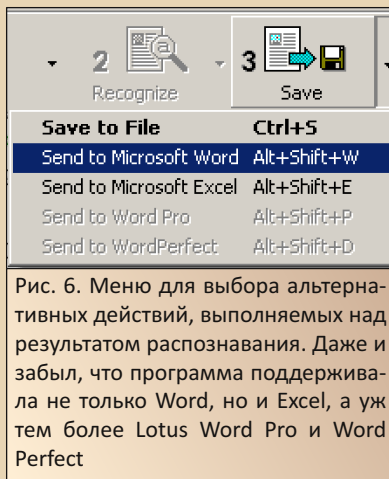 2 3
Recognize Save
Save to File Ctrl+S
Send to Microsoft Word Alt+Shift+W
Send to Microsoft Excel Alt+Shift+E
Send to Word Pro Alt+Shift+P
Send to WordPerfect Alt+Shift+D
Рис. 6. Меню для выбора альтерна-
тивных действий, выполняемых над
результатом распознавания. Даже и
забыл, что программа поддержива-
ла не только Word, но и Excel, а уж
тем более Lotus Word Pro и Word
Perfect